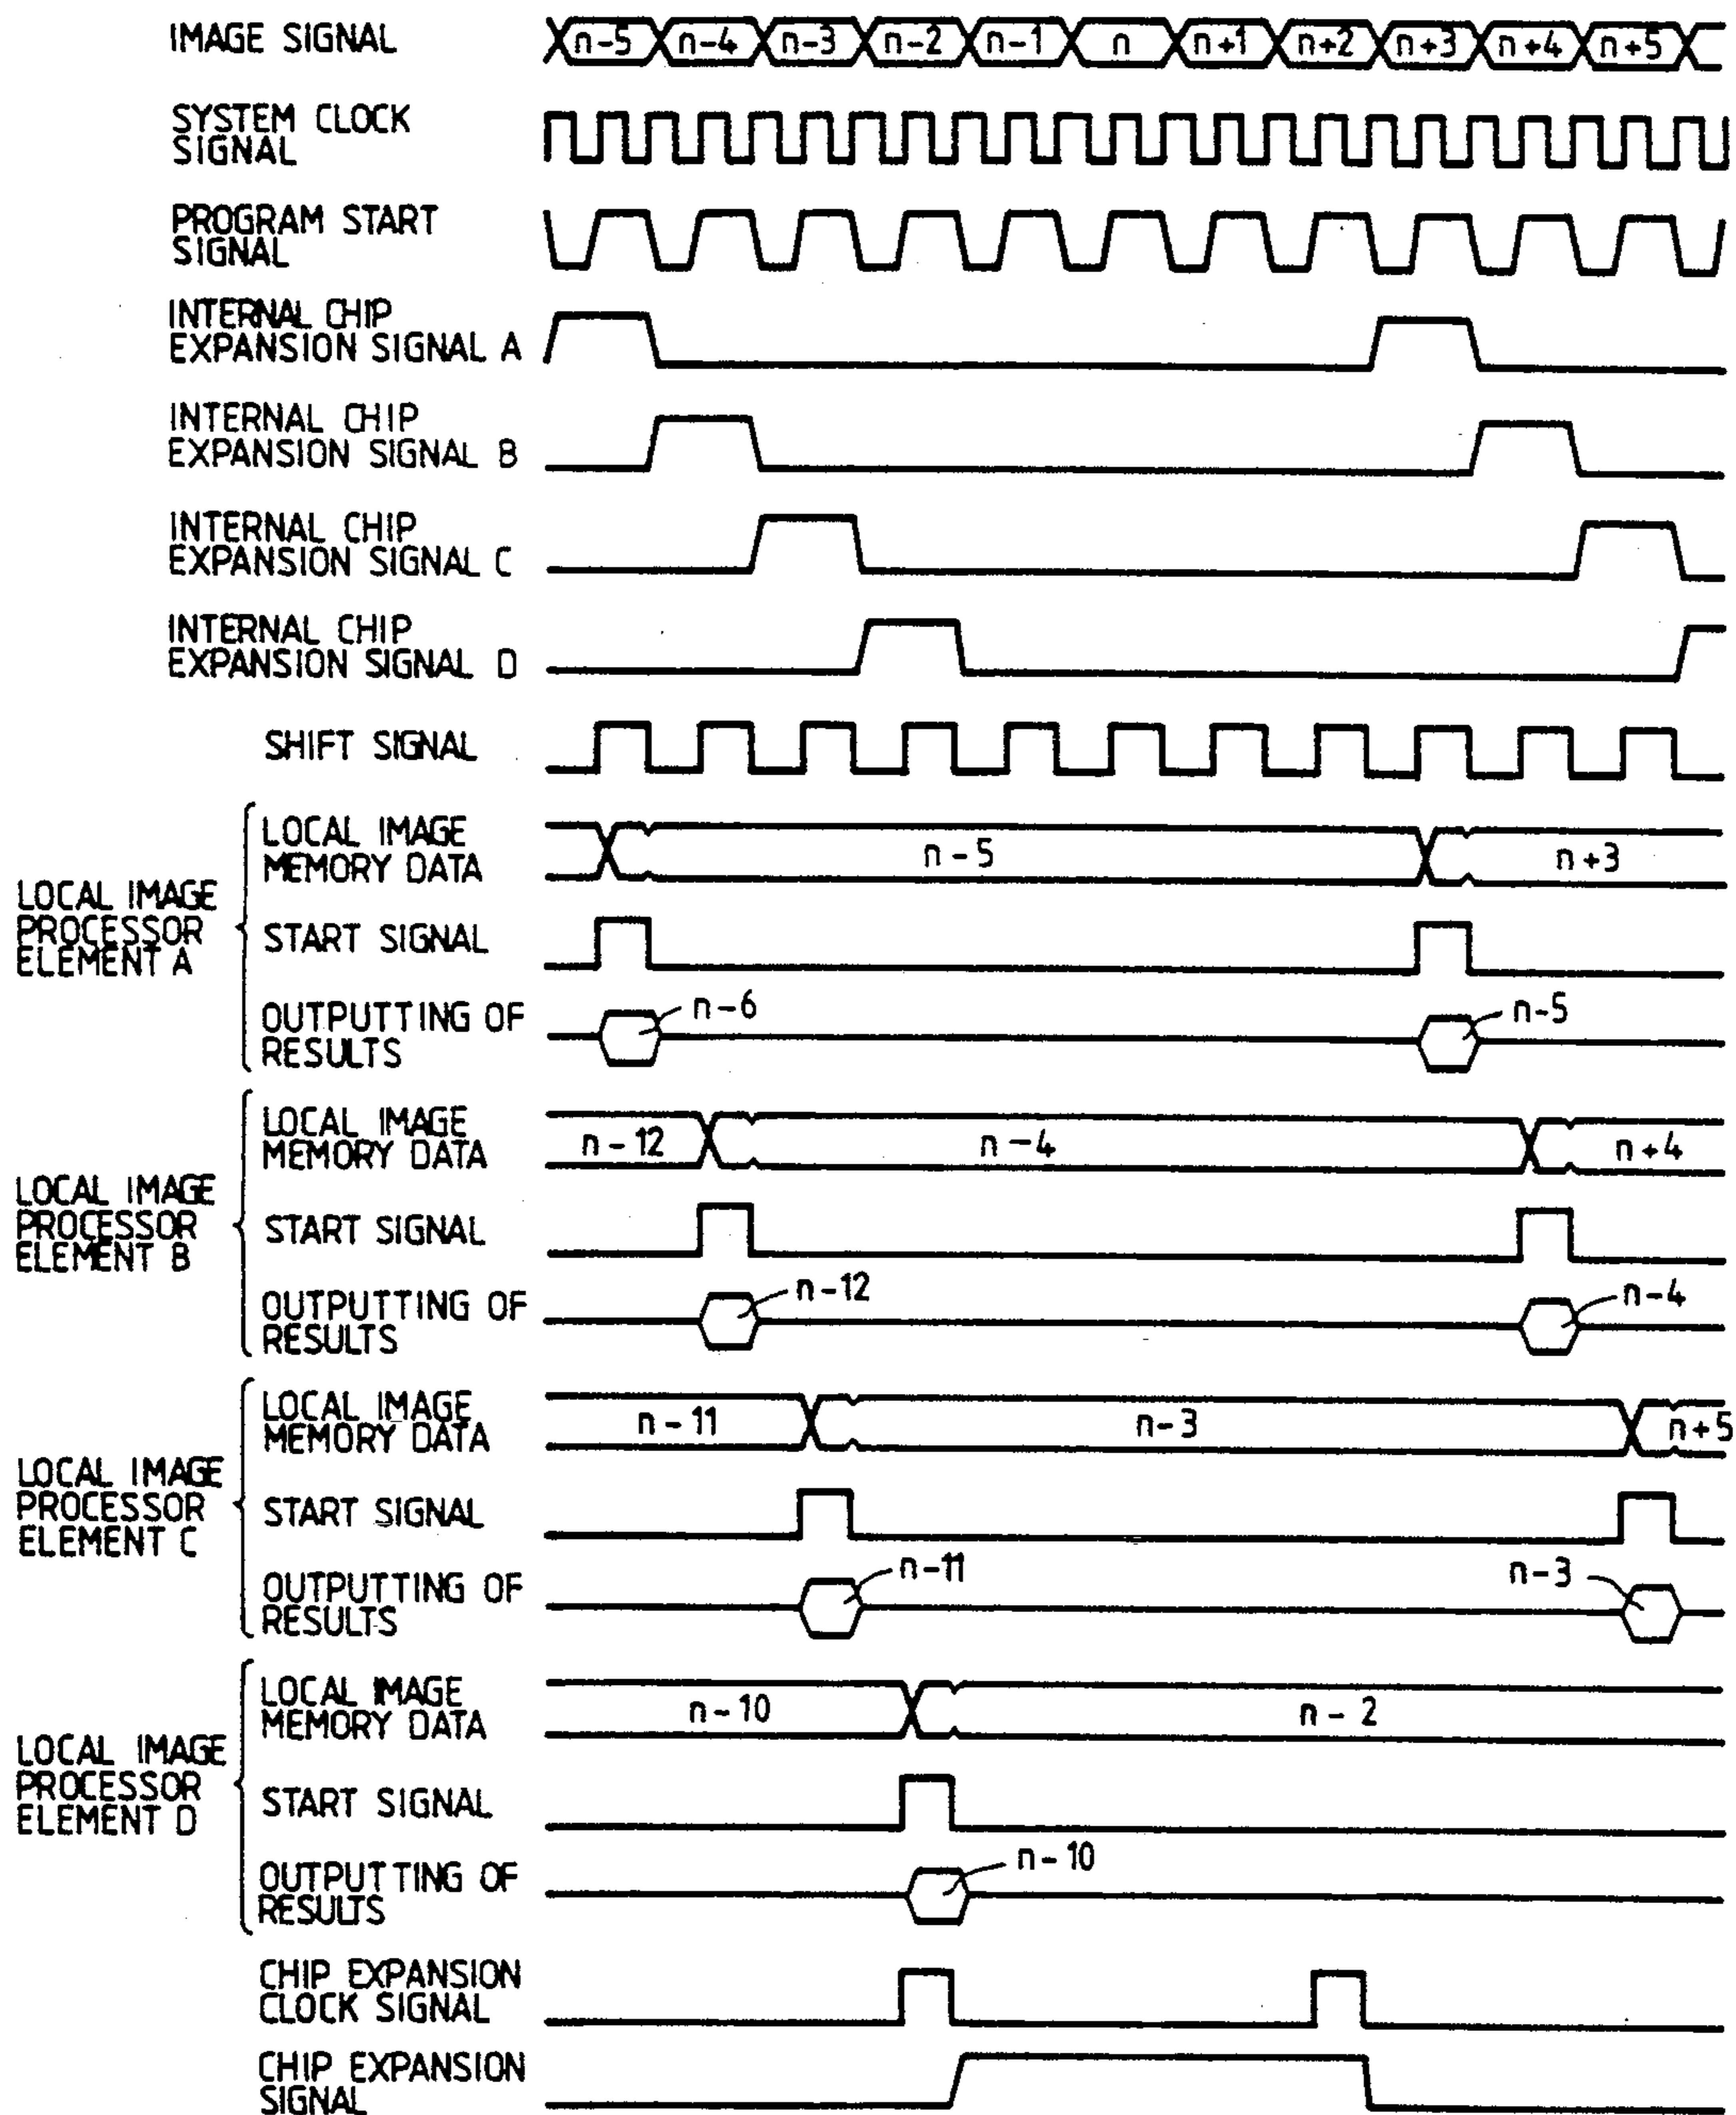 IMAGE SIGNAL
n-5 n-4 n-3 n-2 n-1 n n+1 n+2 n+3 n+4 n+5
SYSTEM CLOCK
SIGNAL
PROGRAM START
SIGNAL
INTERNAL CHIP
EXPANSION SIGNAL A
INTERNAL CHIP
EXPANSION SIGNAL B
INTERNAL CHIP
EXPANSION SIGNAL C
INTERNAL CHIP
EXPANSION SIGNAL D
SHIFT SIGNAL
LOCAL IMAGE
PROCESSOR
ELEMENT A
LOCAL IMAGE
MEMORY DATA
n-5 n+3
START SIGNAL
OUTPUTTING OF
RESULTS
n-6 n-5
LOCAL IMAGE
PROCESSOR
ELEMENT B
LOCAL IMAGE
MEMORY DATA
n-12 n-4 n+4
START SIGNAL
OUTPUTTING OF
RESULTS
n-12 n-4
LOCAL IMAGE
PROCESSOR
ELEMENT C
LOCAL IMAGE
MEMORY DATA
n-11 n-3 n+5
START SIGNAL
OUTPUTTING OF
RESULTS
n-11 n-3
LOCAL IMAGE
PROCESSOR
ELEMENT D
LOCAL IMAGE
MEMORY DATA
n-10 n-2
START SIGNAL
OUTPUTTING OF
RESULTS
n-10
CHIP EXPANSION
CLOCK SIGNAL
CHIP EXPANSION
SIGNAL